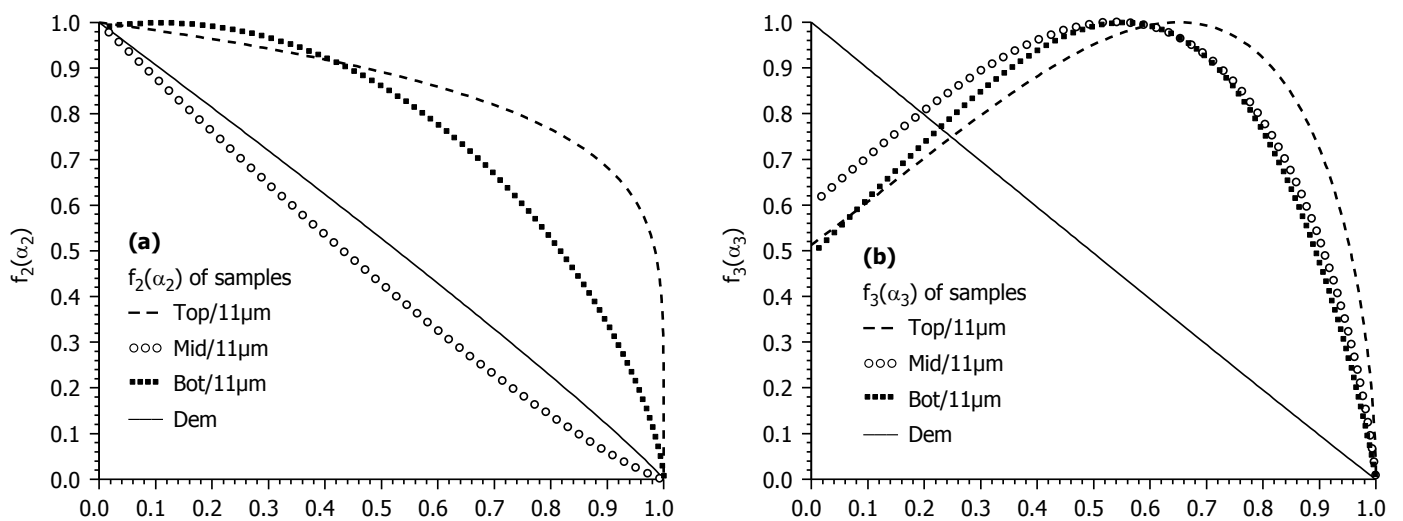 1.0
0.9
0.8
0.7
0.6
0.5
0.4
0.3
0.2
0.1
0.0
f₂(α₂)
(a)
f₂(α₂) of samples
Top/11µm
Mid/11µm
Bot/11µm
Dem
0.0 0.1 0.2 0.3 0.4 0.5 0.6 0.7 0.8 0.9 1.0
1.0
0.9
0.8
0.7
0.6
0.5
0.4
0.3
0.2
0.1
0.0
f₃(α₃)
(b)
f₃(α₃) of samples
Top/11µm
Mid/11µm
Bot/11µm
Dem
0.0 0.1 0.2 0.3 0.4 0.5 0.6 0.7 0.8 0.9 1.0